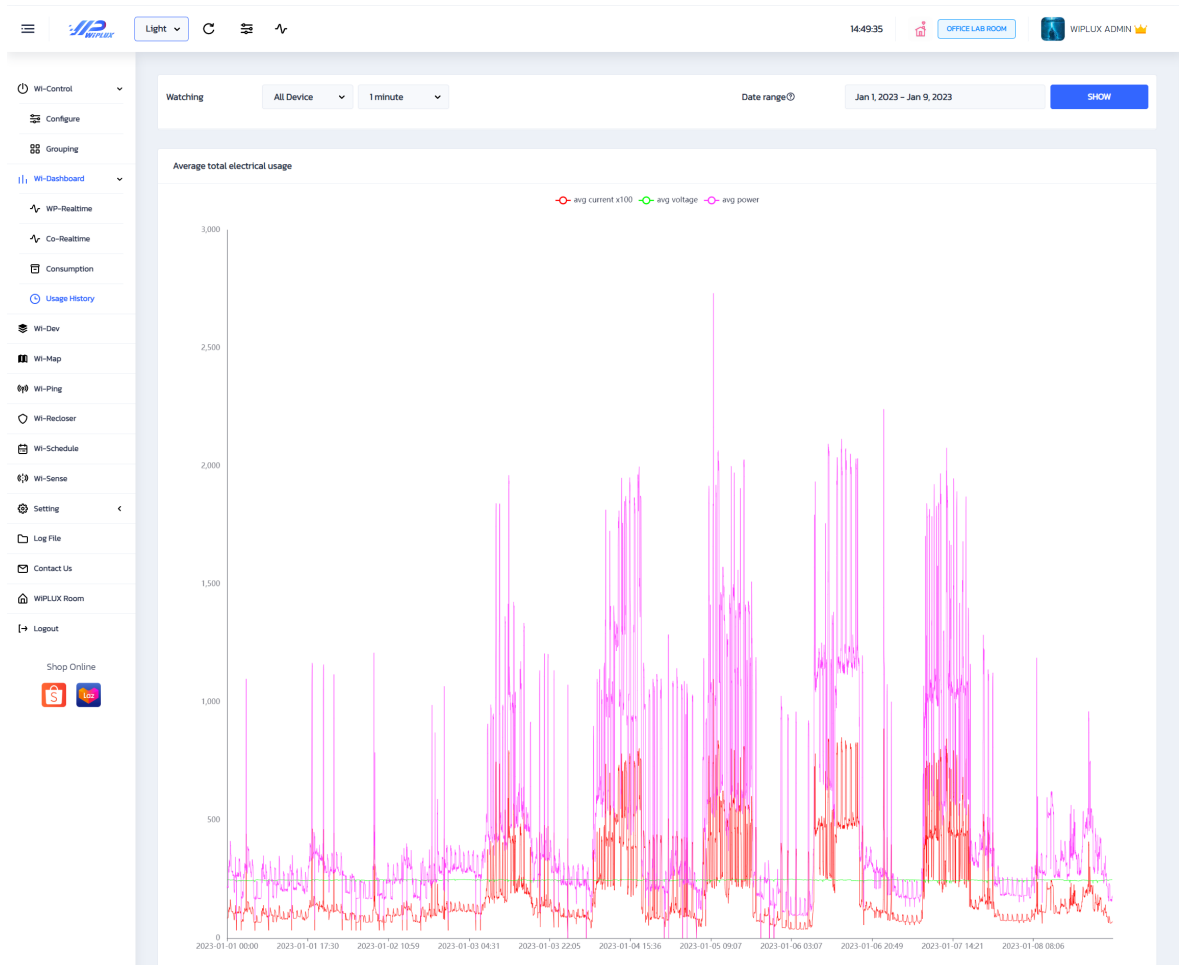 WIPLUX
Light
14:49:35
OFFICE LAB ROOM
WIPLUX ADMIN
WI-Control
Configure
Grouping
WI-Dashboard
WP-Realtime
Co-Realtime
Consumption
Usage History
WI-Dev
WI-Map
WI-Ping
WI-Recloser
WI-Schedule
WI-Sense
Setting
Log File
Contact Us
WIPLUX Room
Logout
Shop Online
S
Laz
Watching
All Device
1 minute
Date range
Jan 1, 2023 - Jan 9, 2023
SHOW
Average total electrical usage
avg current x100 avg voltage avg power
3,000
2,500
2,000
1,500
1,000
500
0
2023-01-01 00:00 2023-01-01 17:30 2023-01-02 10:59 2023-01-03 04:31 2023-01-03 22:05 2023-01-04 15:36 2023-01-05 09:07 2023-01-06 03:07 2023-01-06 20:49 2023-01-07 14:21 2023-01-08 08:06